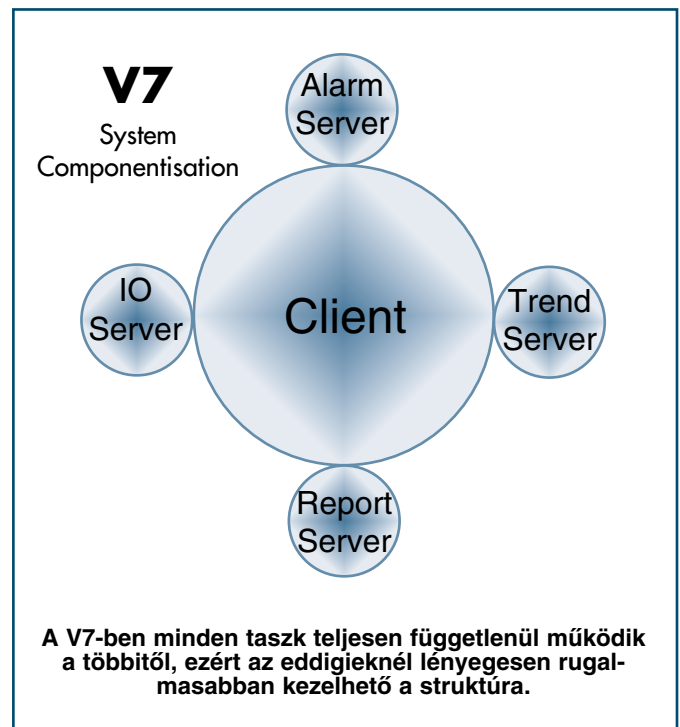 V7
System
Componentisation
Alarm
Server
IO
Server
Client
Trend
Server
Report
Server
A V7-ben minden taszk teljesen függetlenül működik
a többitől, ezért az eddigieknél lényegesen rugal-
masabban kezelhető a struktúra.